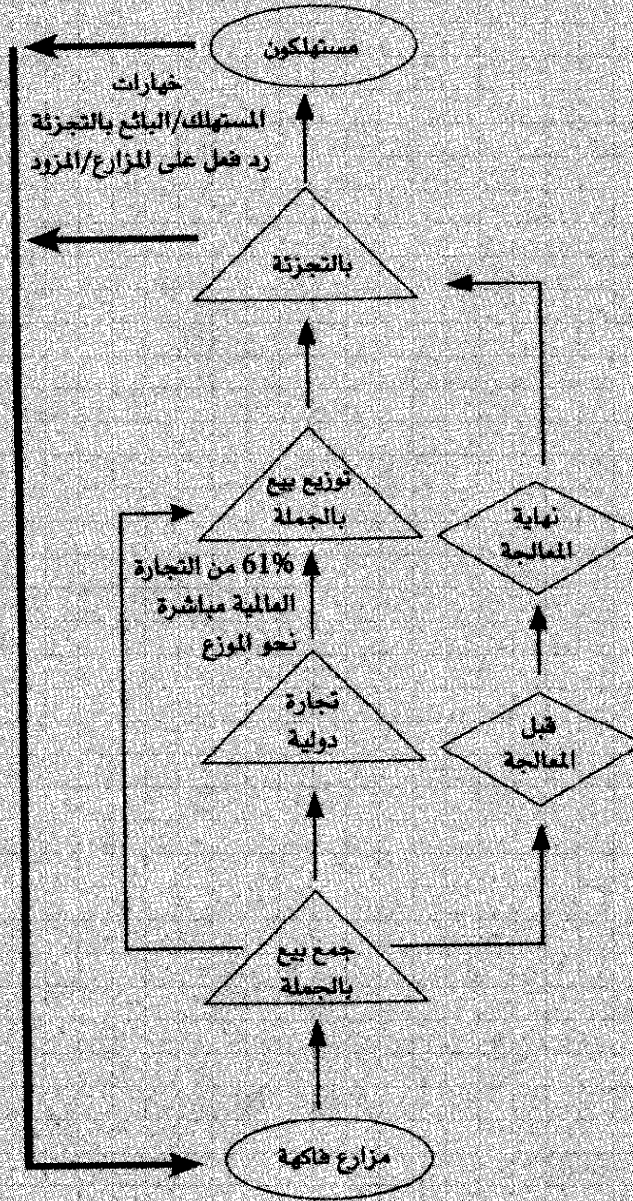 مستهلكون
خيارات
المستهلك/البائع بالتجزئة
رد فعل على المزارع/المزود
بالتجزئة
توزيع بيع
بالجملة
نهاية
المعالجة
61% من التجارة
العالمية مباشرة
نحو الموزع
تجارة
دولية
قبل
المعالجة
جمع بيع
بالجملة
مزارع فاكهة